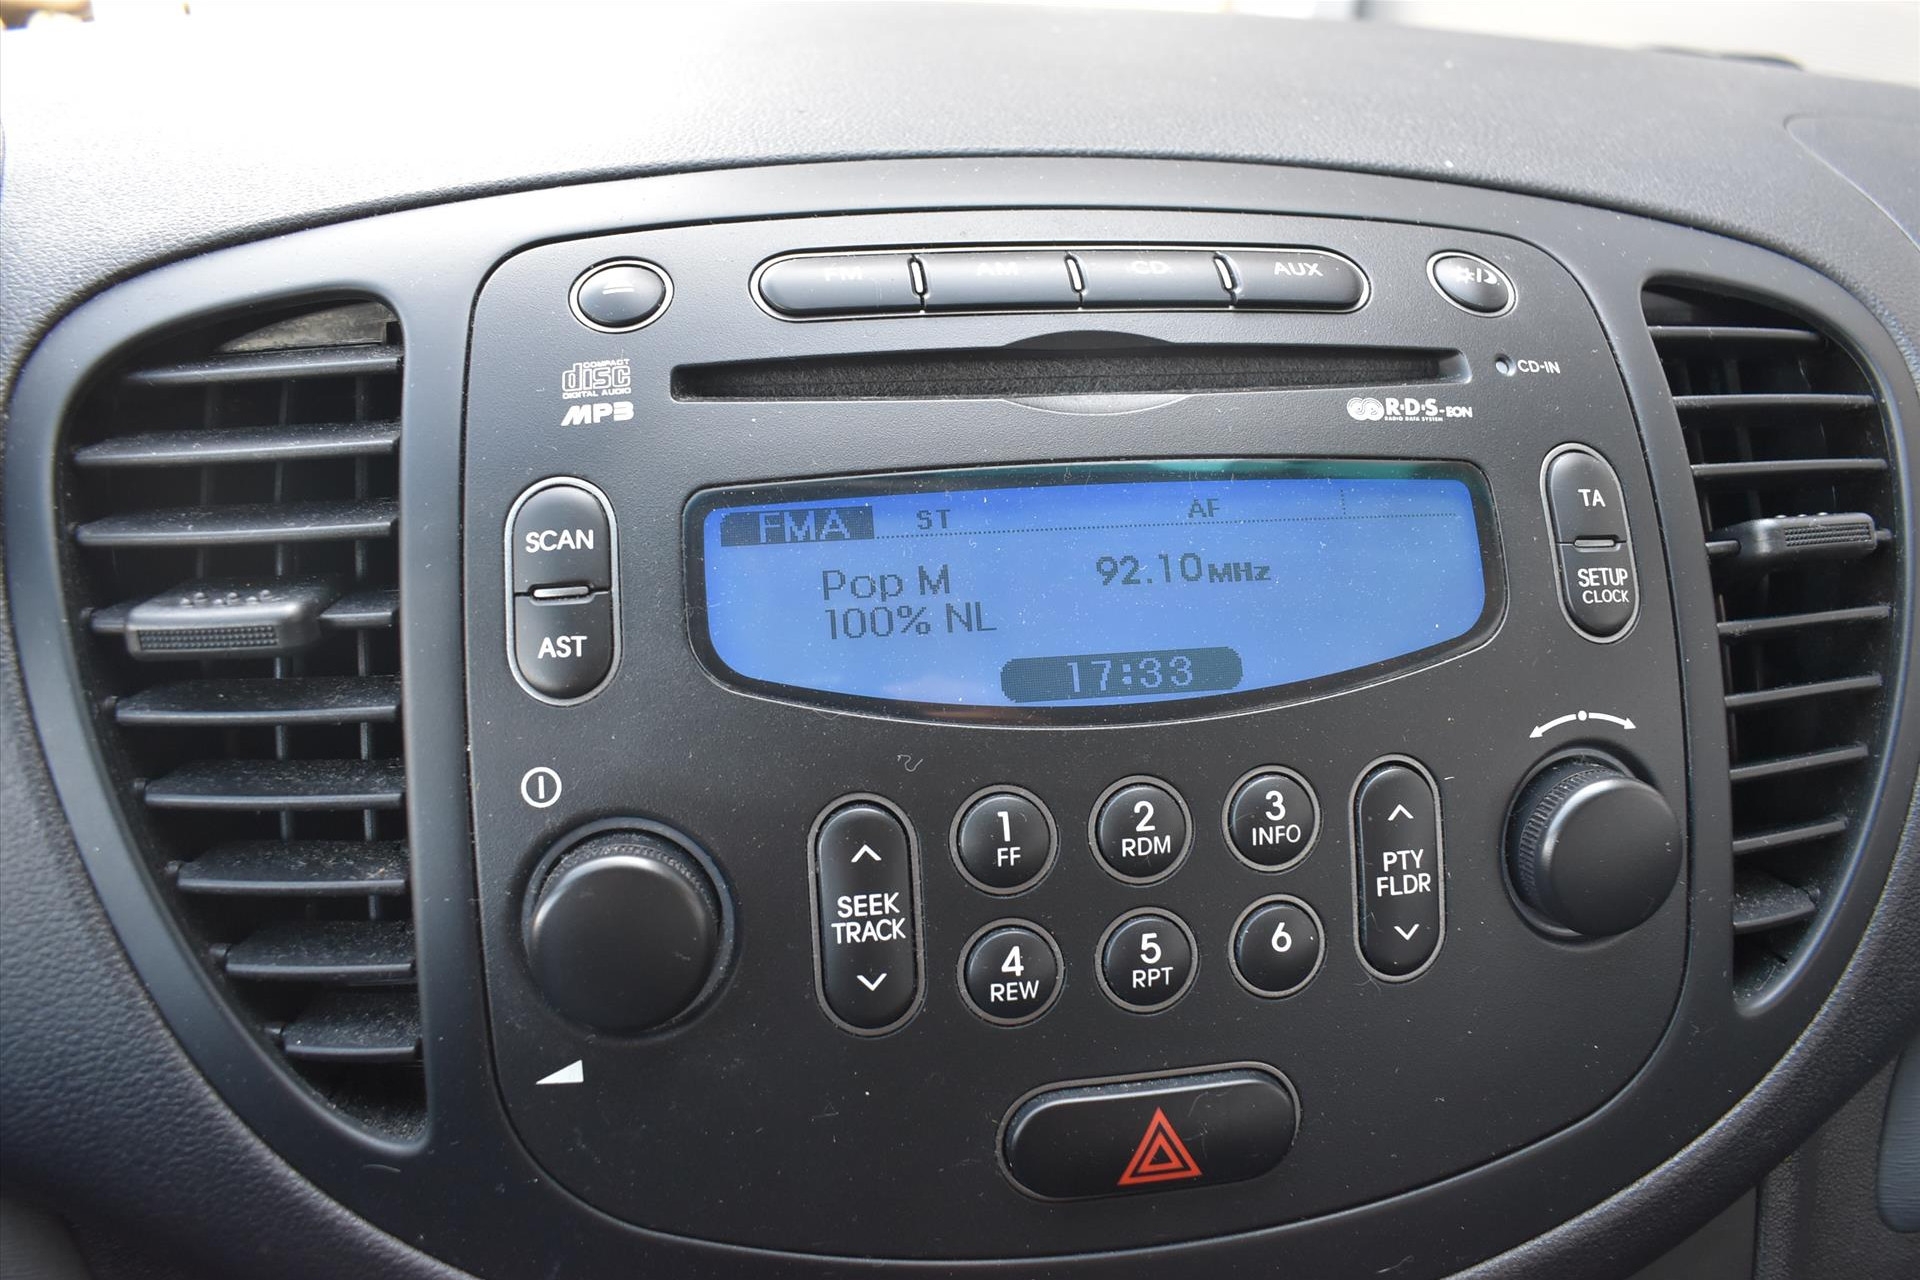 FM AM CD AUX
COMPACT
disc
DIGITAL AUDIO
MP3
CD-IN
R·D·S-EON
RADIO DATA SYSTEM
SCAN
AST
FMA ST AF
Pop M 92.10MHz
100% NL
17:33
TA
SETUP
CLOCK
SEEK
TRACK
1
FF
2
RDM
3
INFO
4
REW
5
RPT
6
PTY
FLDR